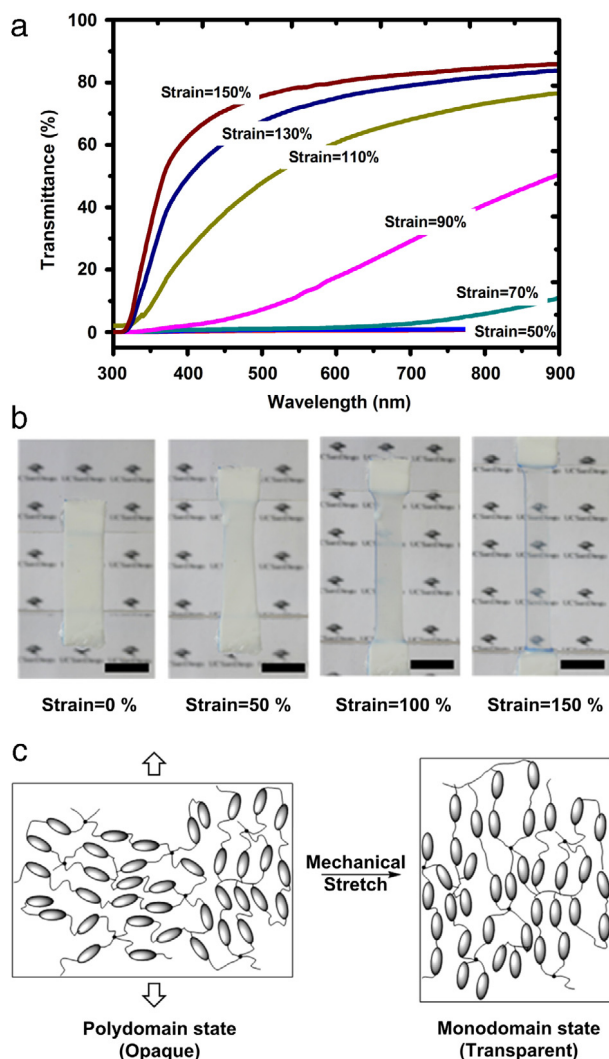 a
100
80
60
40
20
0
Transmittance (%)
Strain=150%
Strain=130%
Strain=110%
Strain=90%
Strain=70%
Strain=50%
300 400 500 600 700 800 900
Wavelength (nm)
b
Strain=0 % Strain=50 % Strain=100 % Strain=150 %
c
Mechanical
Stretch
Polydomain state
(Opaque)
Monodomain state
(Transparent)